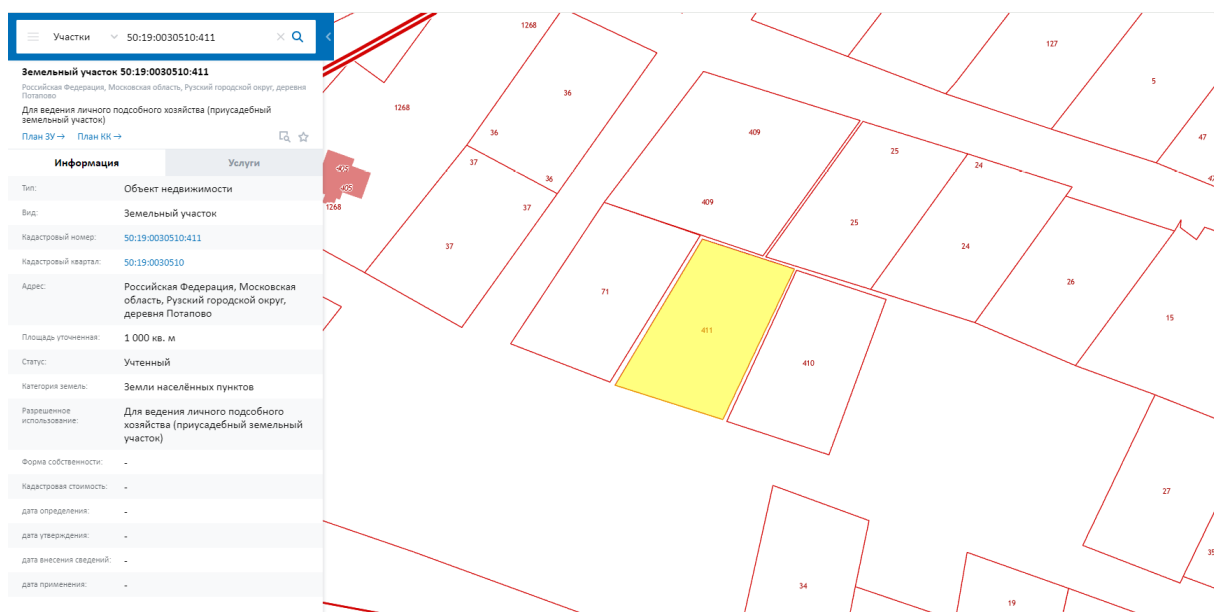 Участки 50:19:0030510:411
Земельный участок 50:19:0030510:411
Российская Федерация, Московская область, Рузский городской округ, деревня
Потапово
Для ведения личного подсобного хозяйства (приусадебный
земельный участок)
План ЗУ → План КК →
Информация Услуги
Тип: Объект недвижимости
Вид: Земельный участок
Кадастровый номер: 50:19:0030510:411
Кадастровый квартал: 50:19:0030510
Адрес: Российская Федерация, Московская
область, Рузский городской округ,
деревня Потапово
Площадь уточненная: 1 000 кв. м
Статус: Учтенный
Категория земель: Земли населённых пунктов
Разрешенное
использование:
Для ведения личного подсобного
хозяйства (приусадебный земельный
участок)
Форма собственности: -
Кадастровая стоимость: -
дата определения: -
дата утверждения: -
дата внесения сведений: -
дата применения: -
1268
127
5
36
1268
36
409
47
37
25
24
405
36
405
1268
37
409
26
25
37
24
26
71
15
411
410
27
34
19